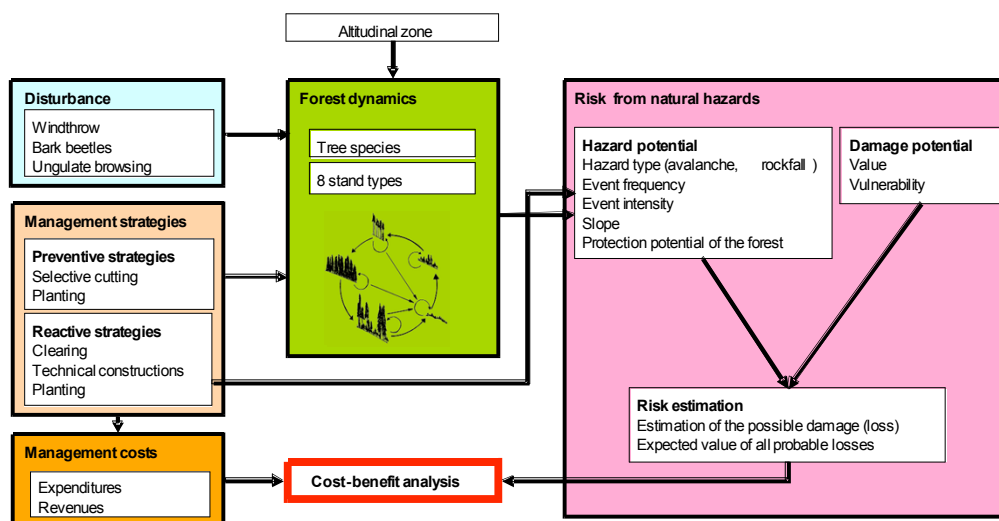 Altitudinal zone
Disturbance
Windthrow
Bark beetles
Ungulate browsing
Management strategies
Preventive strategies
Selective cutting
Planting
Reactive strategies
Clearing
Technical constructions
Planting
Management costs
Expenditures
Revenues
Forest dynamics
Tree species
8 stand types
Cost-benefit analysis
Risk from natural hazards
Hazard potential
Hazard type (avalanche, rockfall )
Event frequency
Event intensity
Slope
Protection potential of the forest
Damage potential
Value
Vulnerability
Risk estimation
Estimation of the possible damage (loss)
Expected value of all probable losses